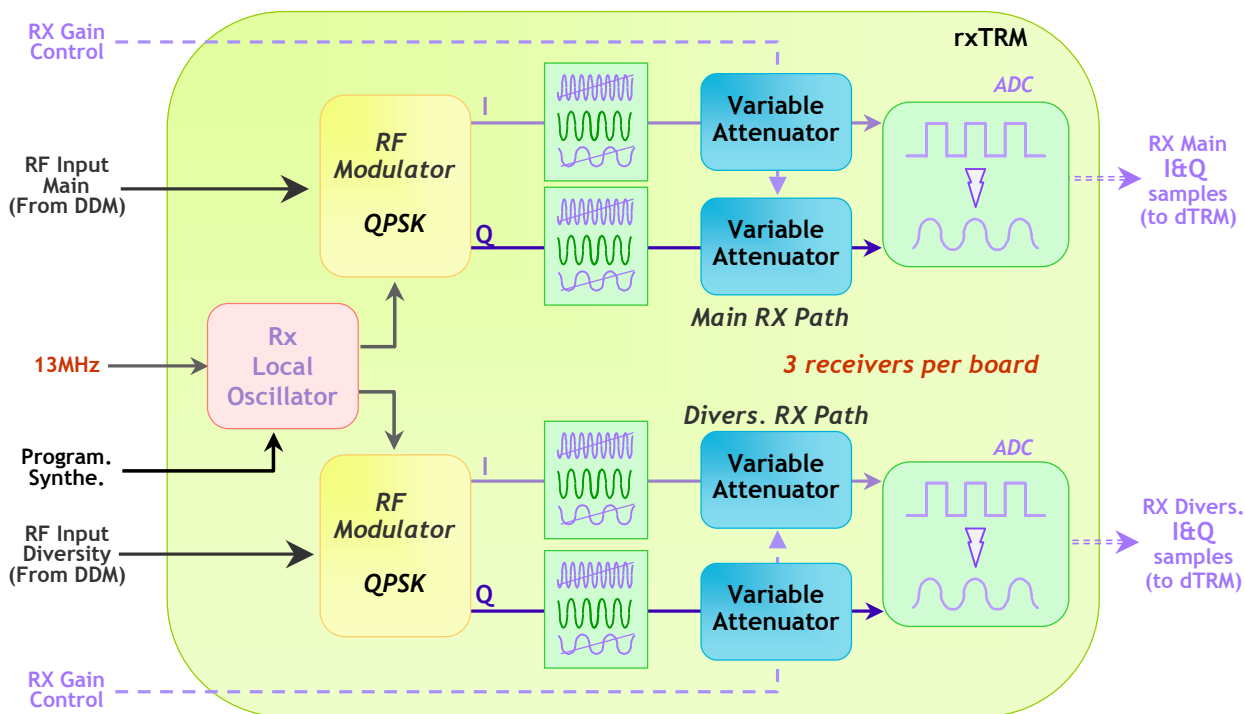 RX Gain
Control
rxTRM
ADC
RF Input
Main
(From DDM)
RF
Modulator
QPSK
I
Q
Variable
Attenuator
Variable
Attenuator
RX Main
I&Q
samples
(to dTRM)
Main RX Path
13MHz
Rx
Local
Oscillator
3 receivers per board
Divers. RX Path
Program.
Synthe.
RF Input
Diversity
(From DDM)
RF
Modulator
QPSK
I
Q
Variable
Attenuator
Variable
Attenuator
ADC
RX Divers.
I&Q
samples
(to dTRM)
RX Gain
Control